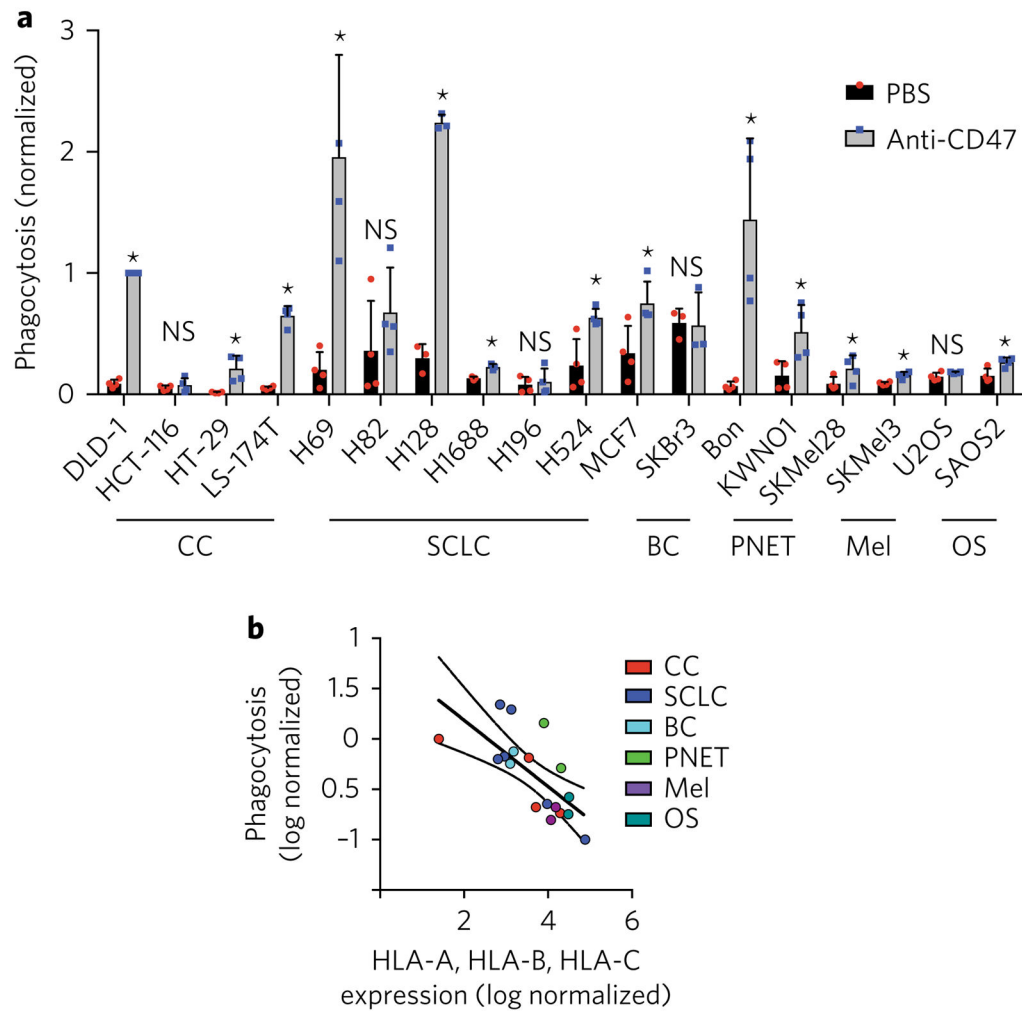 a
Phagocytosis (normalized)
3
2
1
0
PBS
Anti-CD47
*
NS
*
*
*
NS
*
*
NS
*
*
NS
*
*
*
*
NS
*
DLD-1
HCT-116
HT-29
LS-174T
H69
H82
H128
H1688
H196
H524
MCF7
SKBr3
Bon
KWNO1
SKMel28
SKMel3
U2OS
SAOS2
CC
SCLC
BC
PNET
Mel
OS
b
Phagocytosis
(log normalized)
1
1.5
0
0.5
–1
2
4
6
HLA-A, HLA-B, HLA-C
expression (log normalized)
CC
SCLC
BC
PNET
Mel
OS